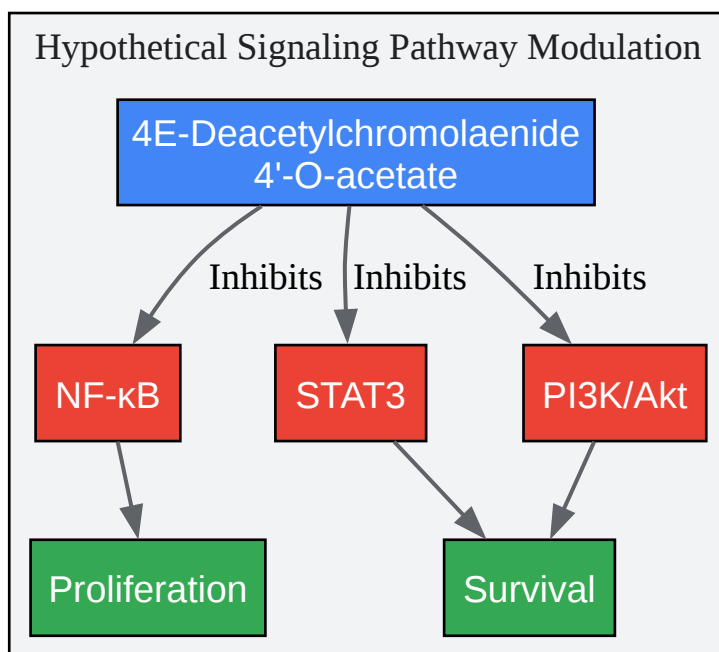 Hypothetical Signaling Pathway Modulation
4E-Deacetylchromolaenide
4'-O-acetate
Inhibits
Inhibits
Inhibits
NF-κB
STAT3
PI3K/Akt
Proliferation
Survival